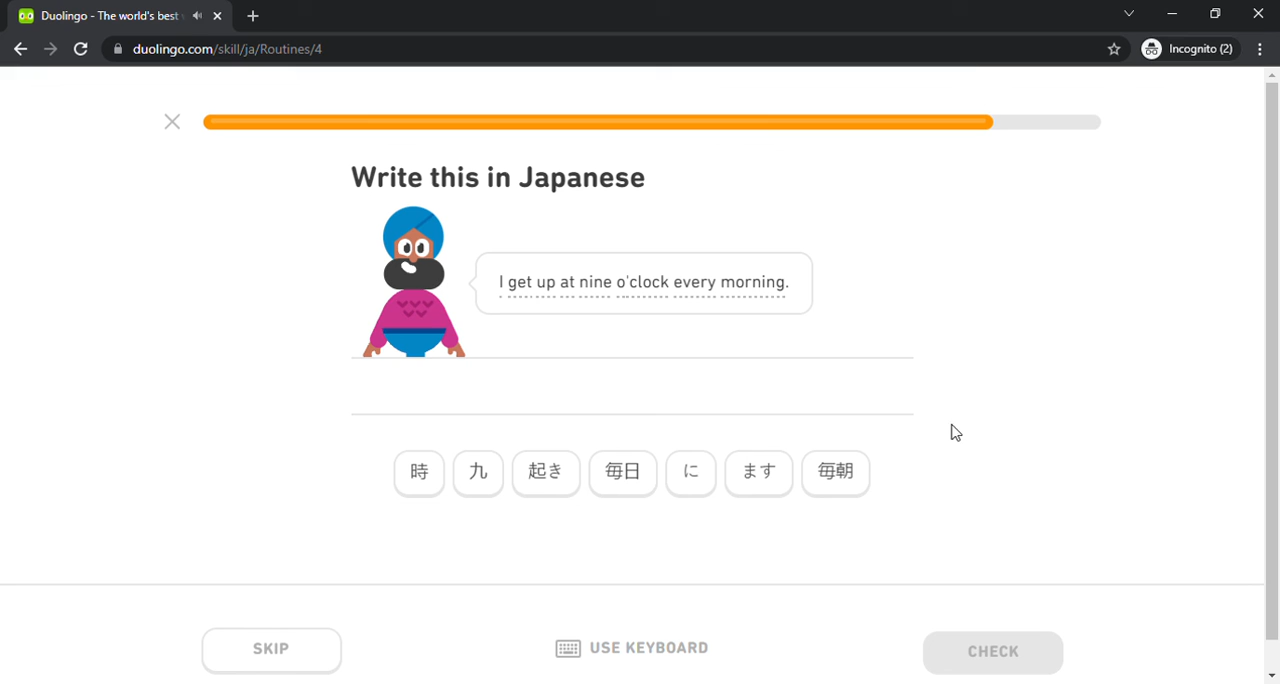 Duolingo - The world's best
duolingo.com/skill/ja/Routines/4
Incognito (2)
Write this in Japanese
I get up at nine o'clock every morning.
時 九 起き 毎日 に ます 毎朝
SKIP
USE KEYBOARD
CHECK